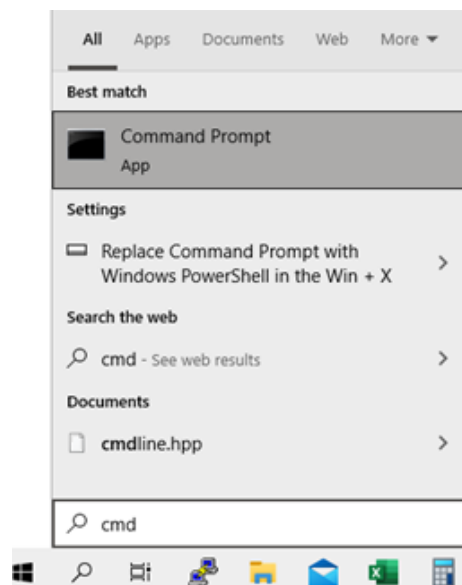 All Apps Documents Web More
Best match
Command Prompt
App
Settings
Replace Command Prompt with
Windows PowerShell in the Win + X
Search the web
cmd - See web results
Documents
cmdline.hpp
cmd